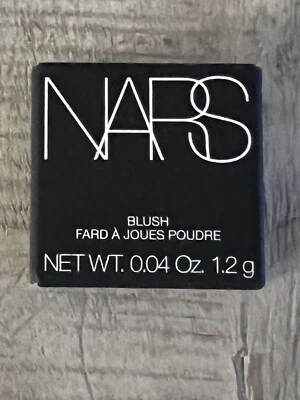 NARS
BLUSH
FARD À JOUES POUDRE
NET WT. 0.04 Oz. 1.2 g